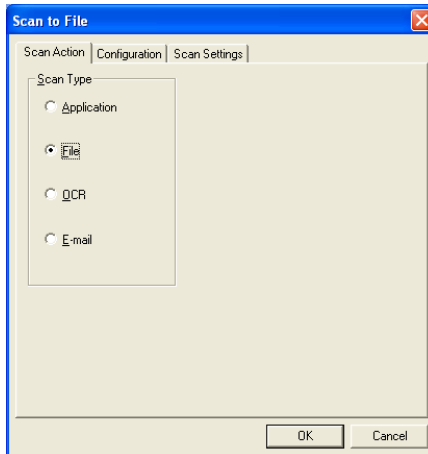 Scan to File
Scan Action Configuration Scan Settings
Scan Type
Application
File
OCR
E-mail
OK Cancel